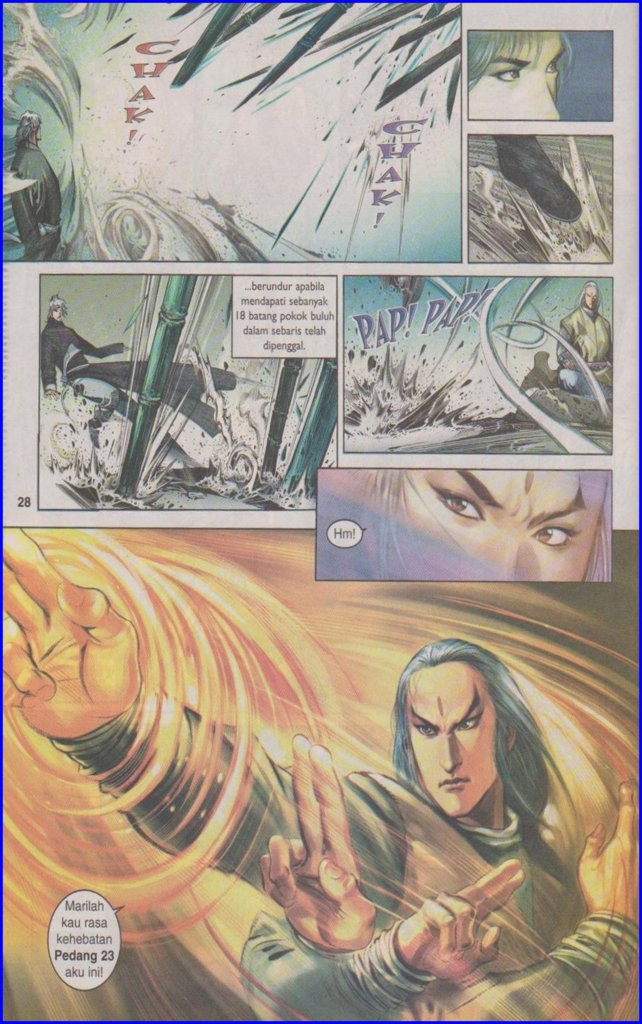 CHAK!
CHAK!
...berundur apabila
mendapati sebanyak
18 batang pokok buluh
dalam sebaris telah
dipenggal.
PAP! PAP!
28
Hm!
Marilah
kau rasa
kehebatan
Pedang 23
aku ini!